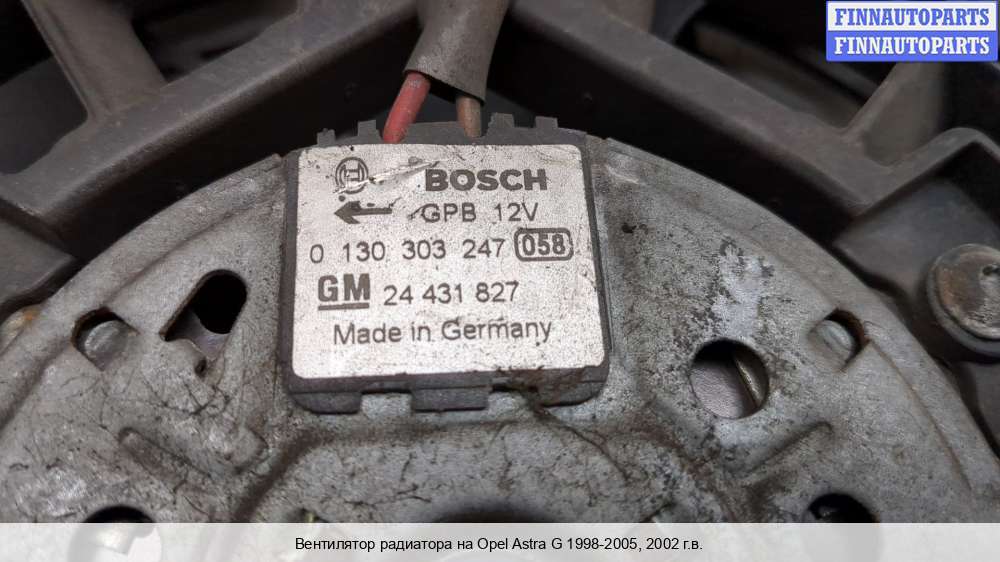 FINNAUTOPARTS
FINNAUTOPARTS
BOSCH
GPB 12V
0 130 303 247 058
GM 24 431 827
Made in Germany
Вентилятор радиатора на Opel Astra G 1998-2005, 2002 г.в.